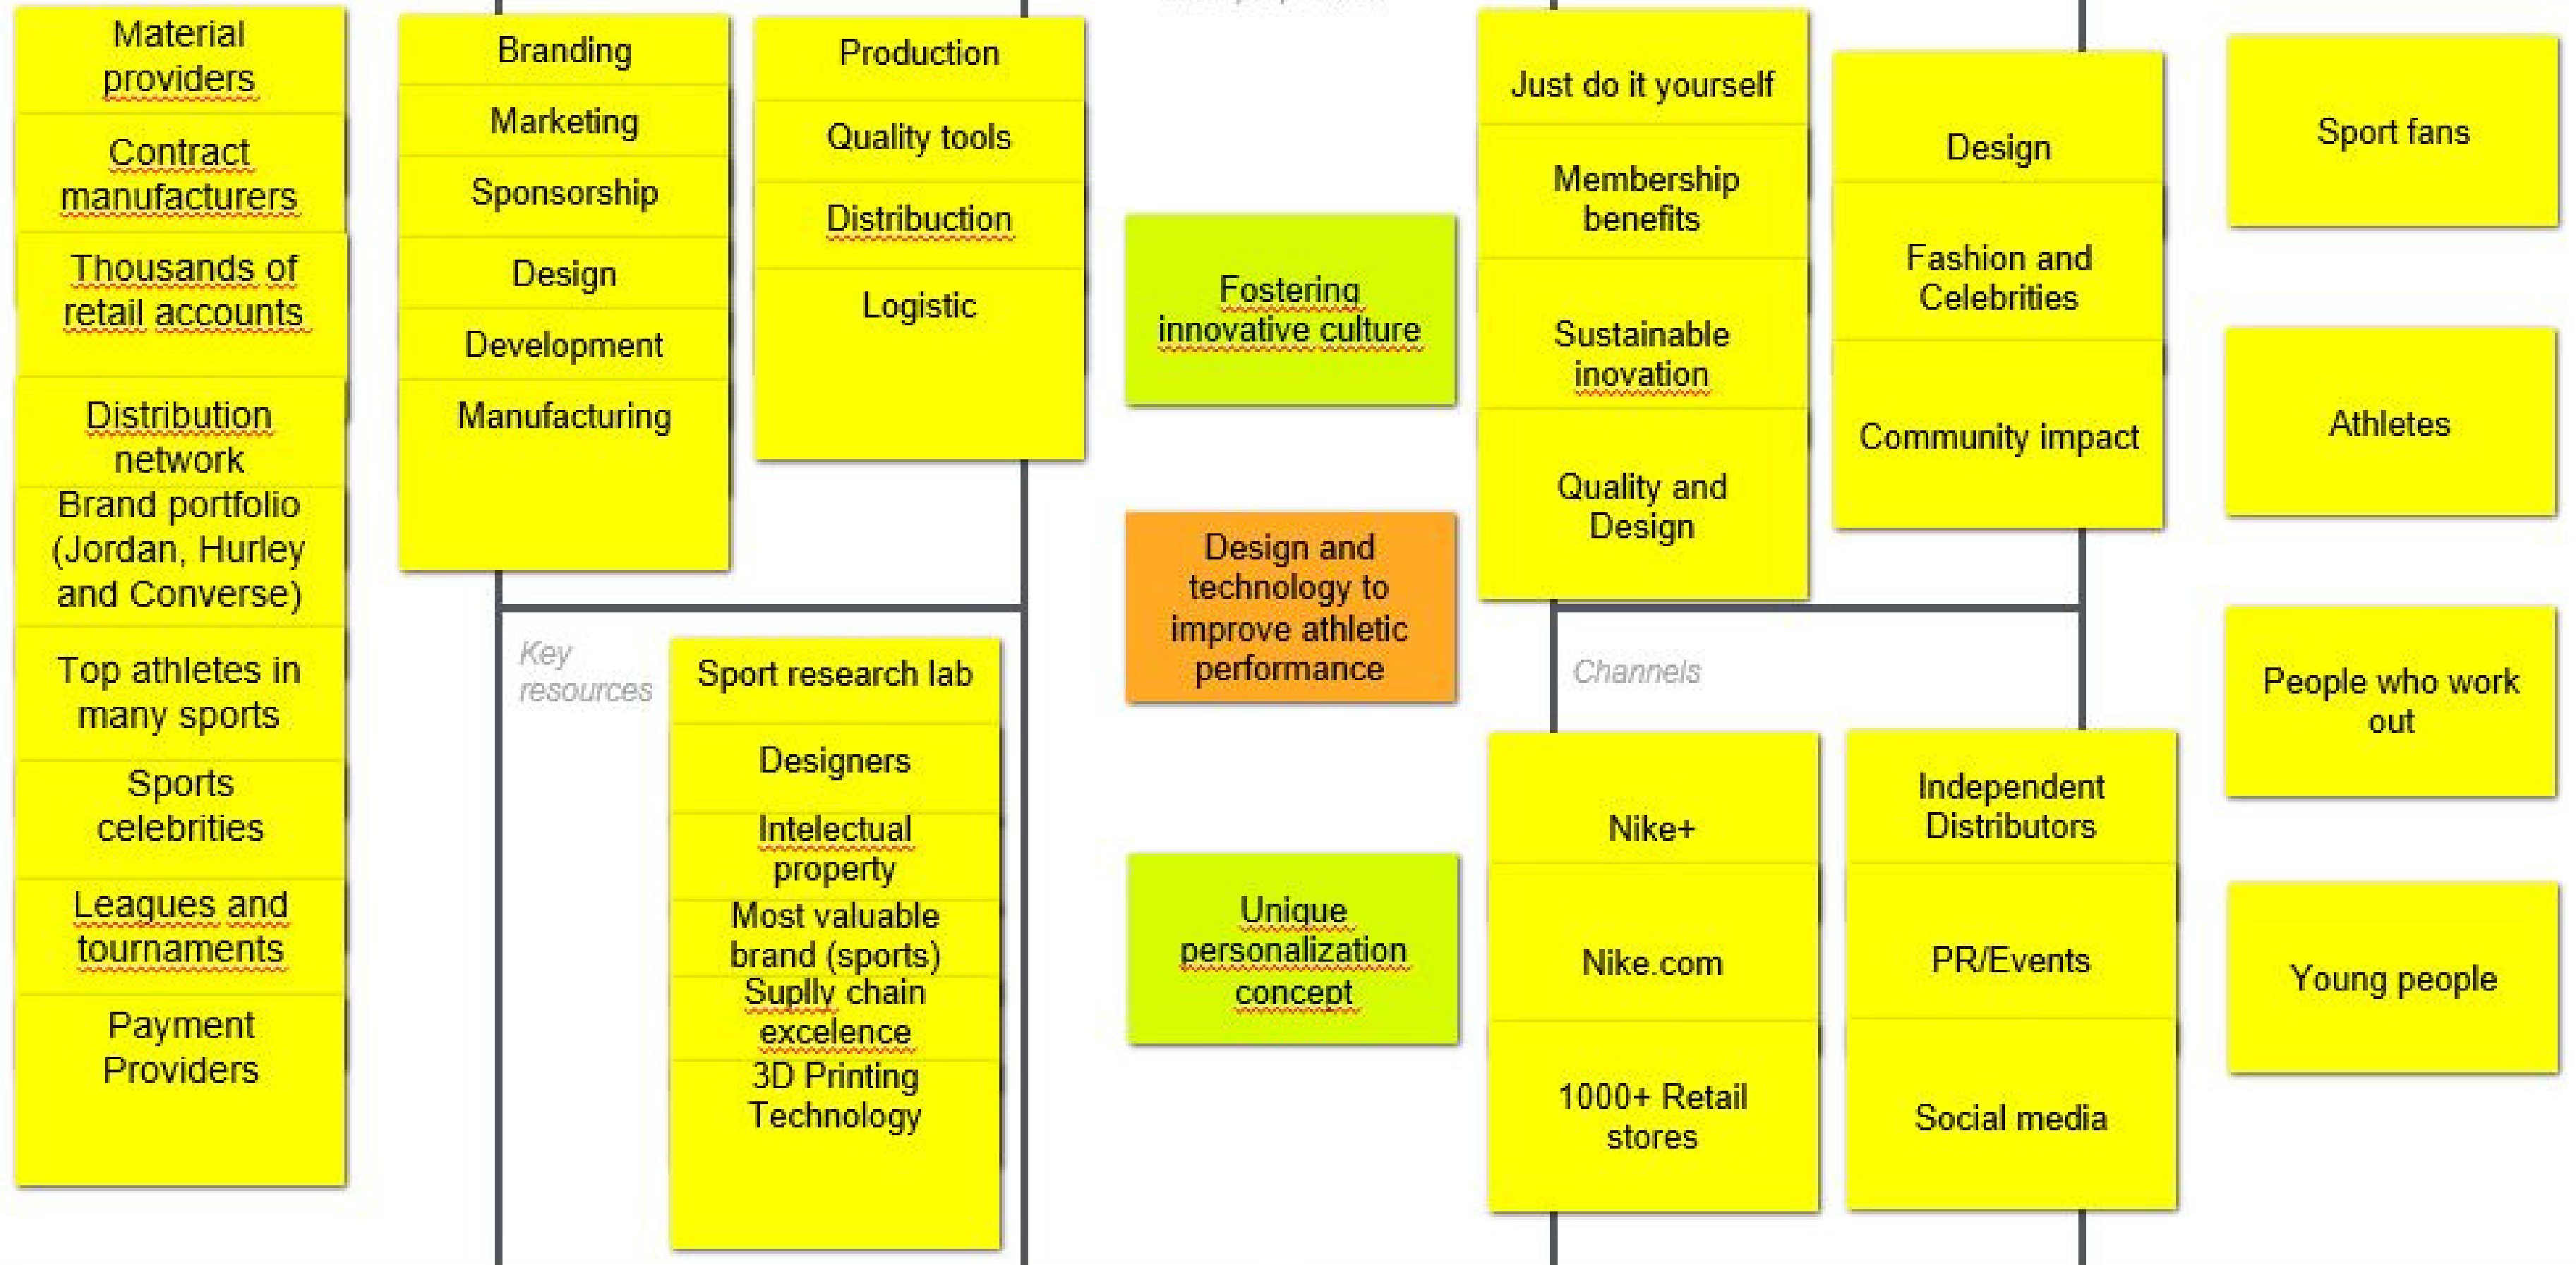 Material
providers
Contract
manufacturers
Thousands of
retail accounts
Distribution
network
Brand portfolio
(Jordan, Hurley
and Converse)
Top athletes in
many sports
Sports
celebrities
Leagues and
tournaments
Payment
Providers
Branding
Marketing
Sponsorship
Design
Development
Manufacturing
Production
Quality tools
Distribuction
Logistic
Key
resources
Sport research lab
Designers
Intelectual
property
Most valuable
brand (sports)
Suplly chain
excelence
3D Printing
Technology
Fostering
innovative culture
Design and
technology to
improve athletic
performance
Unique
personalization
concept
Just do it yourself
Membership
benefits
Sustainable
inovation
Quality and
Design
Design
Fashion and
Celebrities
Community impact
Channels
Nike+
Nike.com
1000+ Retail
stores
Independent
Distributors
PR/Events
Social media
Sport fans
Athletes
People who work
out
Young people